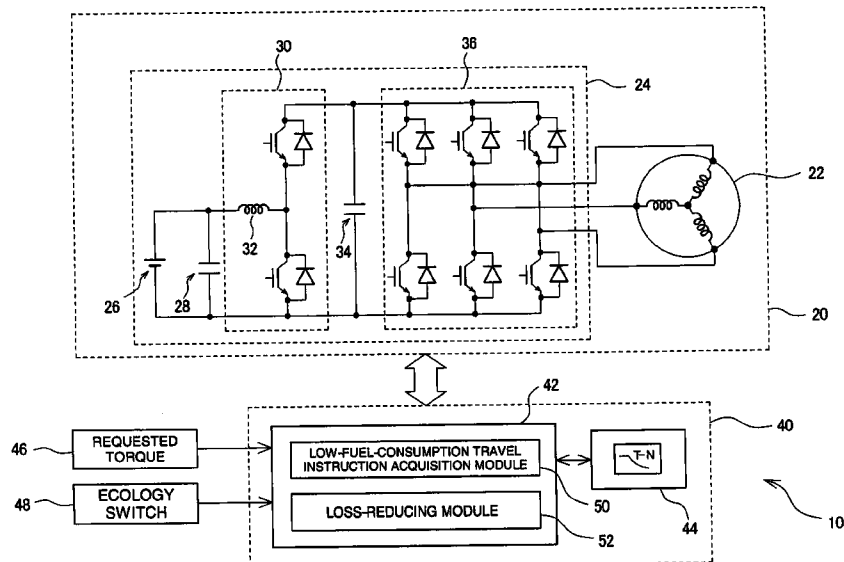 30
36
24
22
32
34
26
28
20
42
40
46
REQUESTED
TORQUE
LOW-FUEL-CONSUMPTION TRAVEL
INSTRUCTION ACQUISITION MODULE
T-N
50
44
48
ECOLOGY
SWITCH
LOSS-REDUCING MODULE
52
10